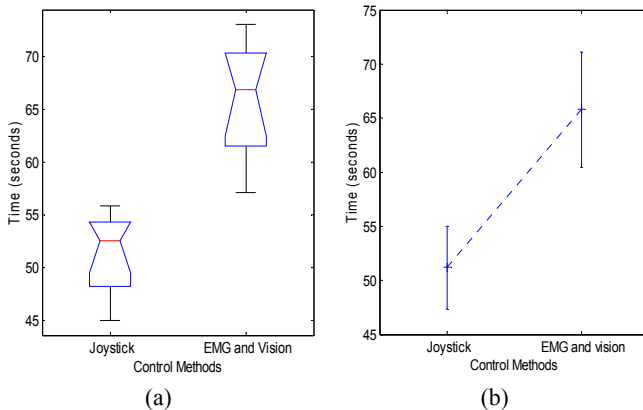 Time (seconds)
70
65
60
55
50
45
Joystick
EMG and Vision
Control Methods
(a)
Time (seconds)
75
70
65
60
55
50
45
Joystick
EMG and vision
Control Methods
(b)